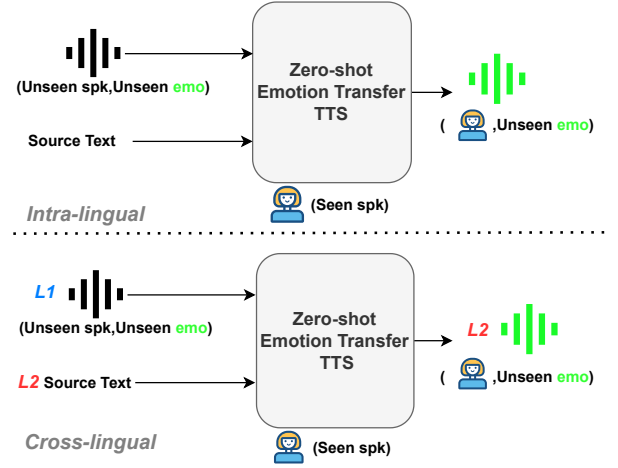 Zero-shot
Emotion Transfer
TTS
(Unseen spk,Unseen emo)
Source Text
( ,Unseen emo)
(Seen spk)
Intra-lingual
L1
(Unseen spk,Unseen emo)
L2 Source Text
Zero-shot
Emotion Transfer
TTS
L2
( ,Unseen emo)
(Seen spk)
Cross-lingual